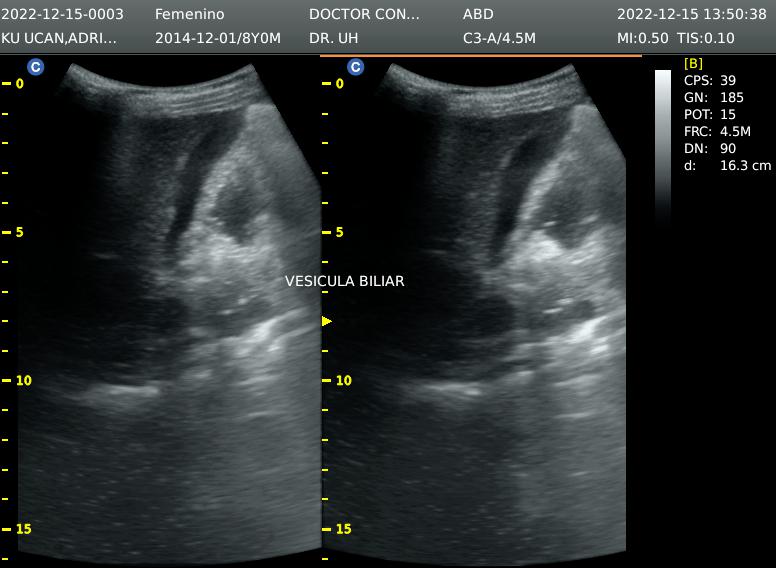 2022-12-15-0003 Femenino DOCTOR CON... ABD 2022-12-15 13:50:38
KU UCAN,ADRI... 2014-12-01/8Y0M DR. UH C3-A/4.5M MI:0.50 TIS:0.10
C C [B]
0 0 CPS: 39
GN: 185
POT: 15
FRC: 4.5M
DN: 90
d: 16.3 cm
5 5
VESICULA BILIAR
10 10
15 15